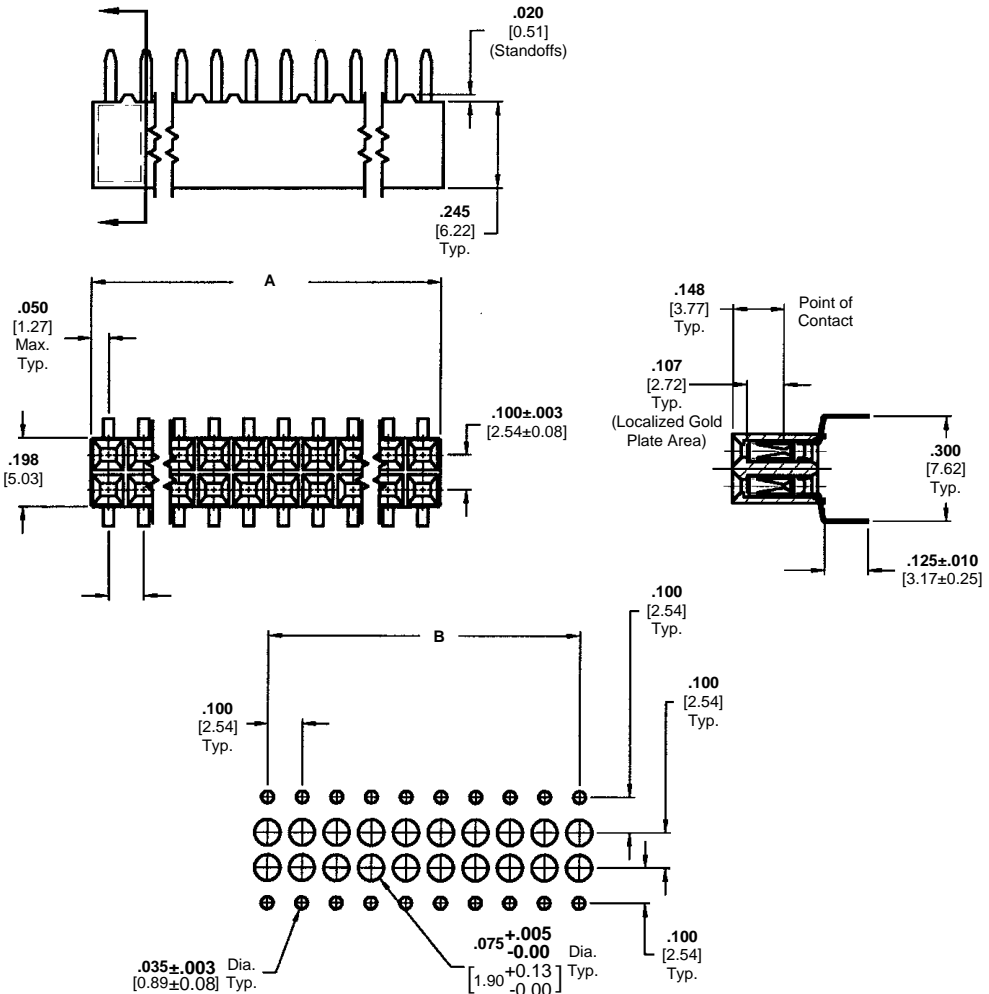 .020
[0.51]
(Standoffs)
.245
[6.22]
Typ.
A
.050
[1.27]
Max.
Typ.
.198
[5.03]
.100±.003
[2.54±0.08]
.148
[3.77]
Typ.
Point of
Contact
.107
[2.72]
Typ.
(Localized Gold
Plate Area)
.300
[7.62]
Typ.
.125±.010
[3.17±0.25]
B
.100
[2.54]
Typ.
.100
[2.54]
Typ.
.100
[2.54]
Typ.
.035±.003 Dia.
[0.89±0.08] Typ.
.075 +.005 -0.00 Dia.
[1.90 +0.13 -0.00] Typ.
.100
[2.54]
Typ.